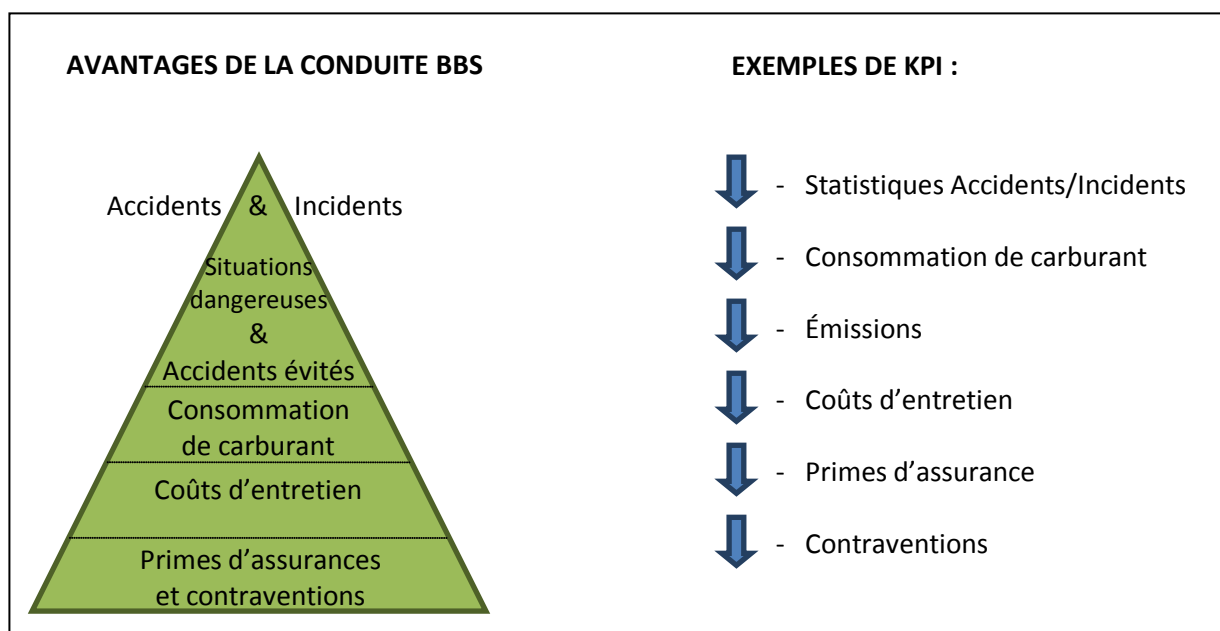 AVANTAGES DE LA CONDUITE BBS
Accidents & Incidents
Situations
dangereuses
&
Accidents évités
Consommation
de carburant
Coûts d’entretien
Primes d’assurances
et contraventions
EXEMPLES DE KPI :
- Statistiques Accidents/Incidents
- Consommation de carburant
- Émissions
- Coûts d’entretien
- Primes d’assurance
- Contraventions